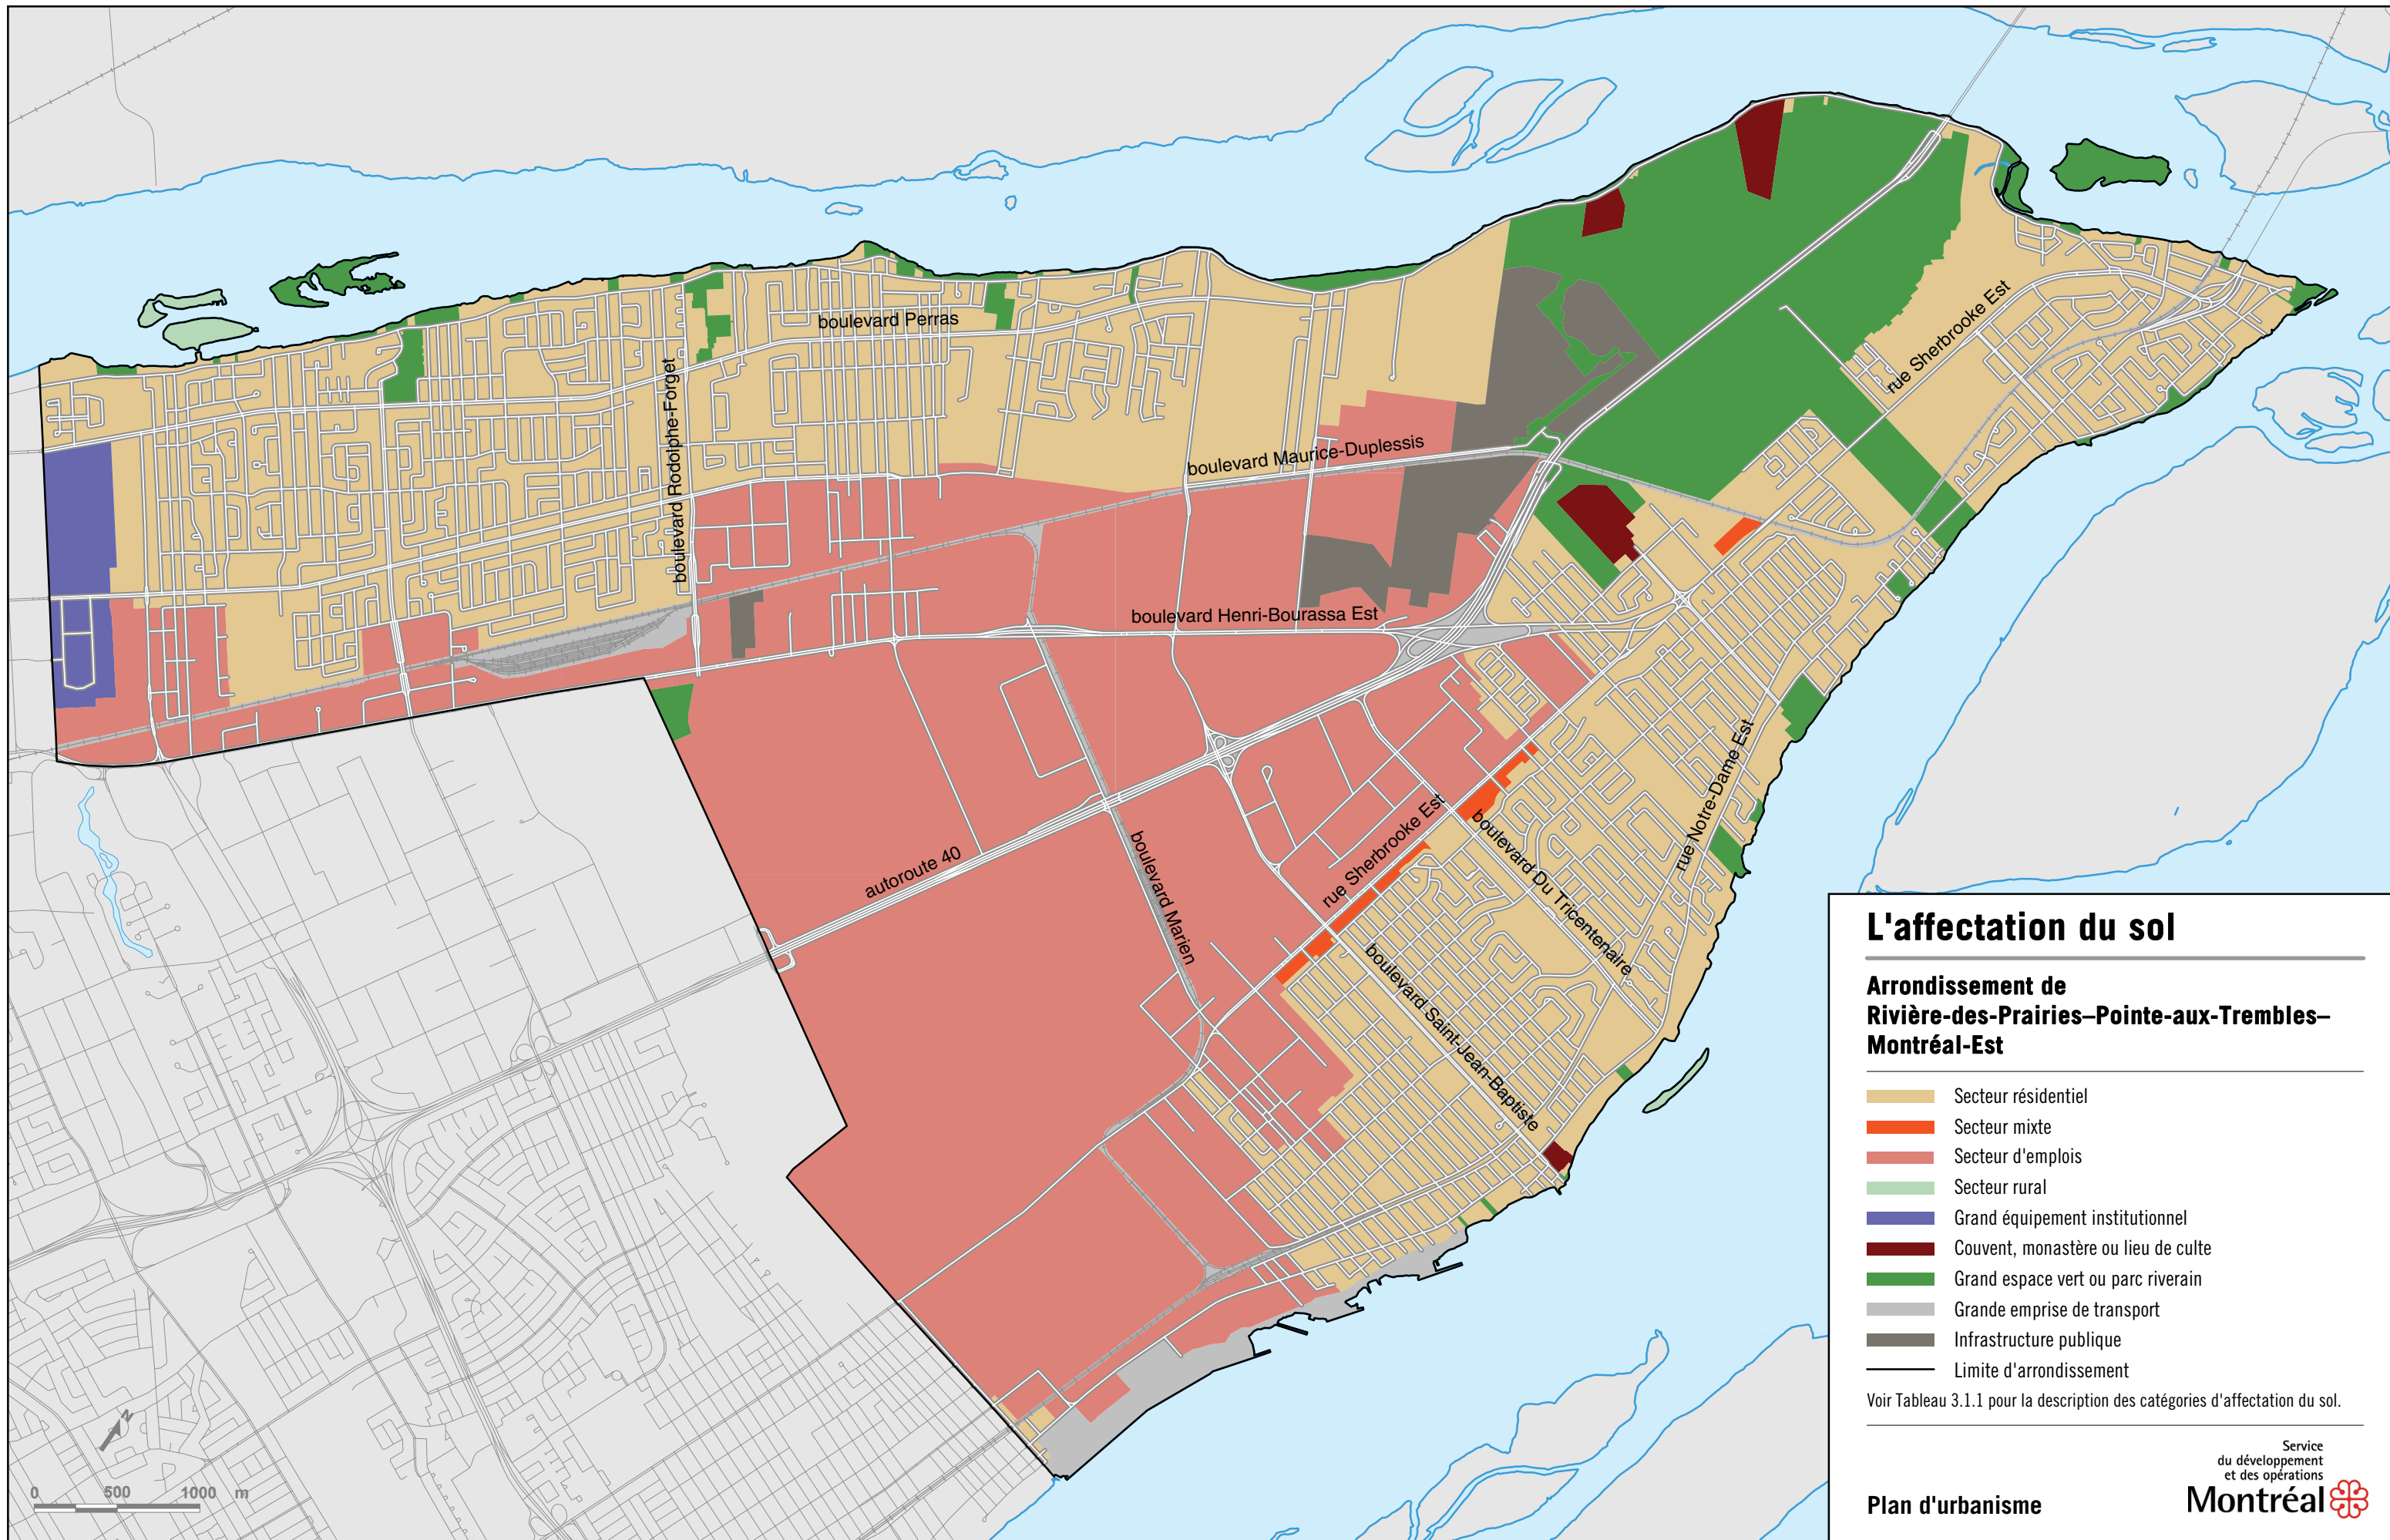 boulevard Perras
boulevard Rodolphe-Forget
boulevard Maurice-Duplessis
rue Sherbrooke Est
boulevard Henri-Bourassa Est
rue Notre-Dame Est
autoroute 40
boulevard Marien
rue Sherbrooke Est
boulevard Du Tricentenaire
boulevard Saint-Jean-Baptiste
N
0 500 1000 m
L'affectation du sol
Arrondissement de
Rivière-des-Prairies–Pointe-aux-Trembles–
Montréal-Est
Secteur résidentiel
Secteur mixte
Secteur d'emplois
Secteur rural
Grand équipement institutionnel
Couvent, monastère ou lieu de culte
Grand espace vert ou parc riverain
Grande emprise de transport
Infrastructure publique
Limite d'arrondissement
Voir Tableau 3.1.1 pour la description des catégories d'affectation du sol.
Service
du développement
et des opérations
Plan d'urbanisme
Montréal